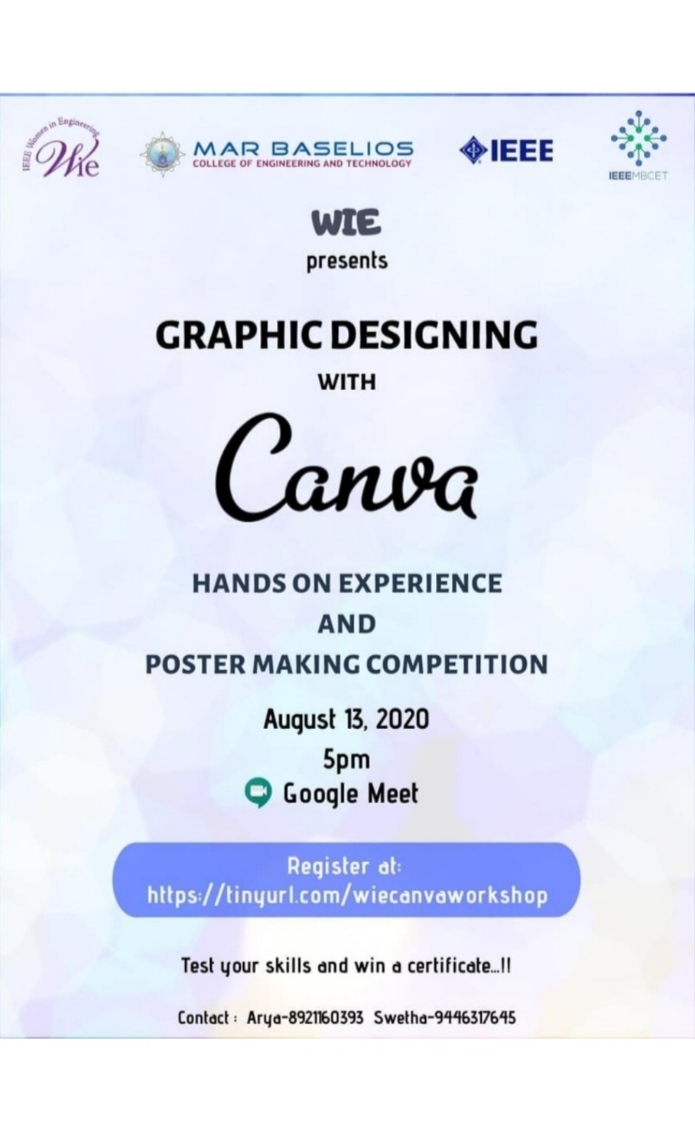 IEEE Women in Engineering
Wie
MAR BASELIOS
COLLEGE OF ENGINEERING AND TECHNOLOGY
IEEE
IEEEMBCET
WIE
presents
GRAPHIC DESIGNING
WITH
Canva
HANDS ON EXPERIENCE
AND
POSTER MAKING COMPETITION
August 13, 2020
5pm
Google Meet
Register at:
https://tinyurl.com/wiecanvaworkshop
Test your skills and win a certificate...!!
Contact : Arya-8921160393 Swetha-9446317645